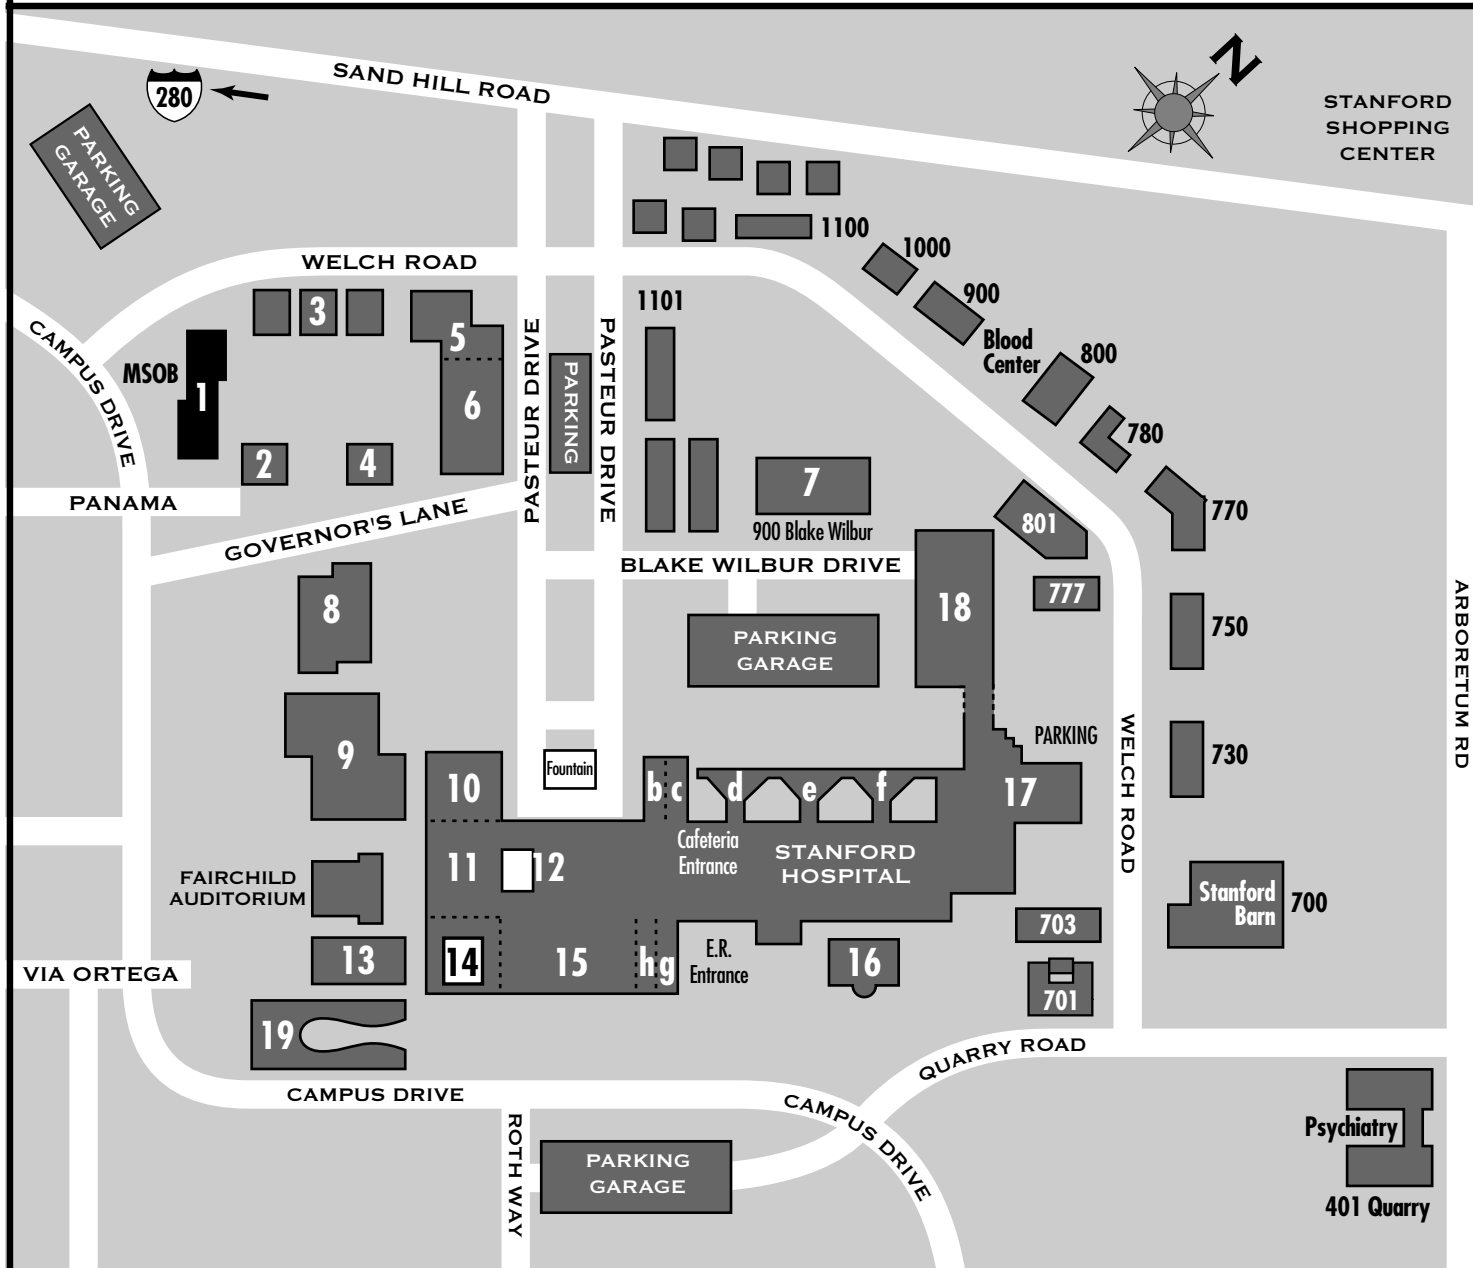 SAND HILL ROAD
N
280
STANFORD
SHOPPING
CENTER
PARKING
GARAGE
1100
1000
WELCH ROAD
900
1101
3
5
Blood
Center
800
CAMPUS DRIVE
MSOB
1
6
PASTEUR DRIVE
PARKING
PASTEUR DRIVE
780
2
4
7
770
PANAMA
GOVERNOR'S LANE
900 Blake Wilbur
801
BLAKE WILBUR DRIVE
777
8
18
750
PARKING
GARAGE
ARBORETUM RD
9
PARKING
730
WELCH ROAD
10
Fountain
b
c
d
e
f
17
Cafeteria
Entrance
STANFORD
HOSPITAL
11
12
FAIRCHILD
AUDITORIUM
Stanford
Barn
700
703
13
14
15
h
g
E.R.
Entrance
16
VIA ORTEGA
701
19
QUARRY ROAD
CAMPUS DRIVE
CAMPUS DRIVE
ROTH WAY
PARKING
GARAGE
Psychiatry
401 Quarry